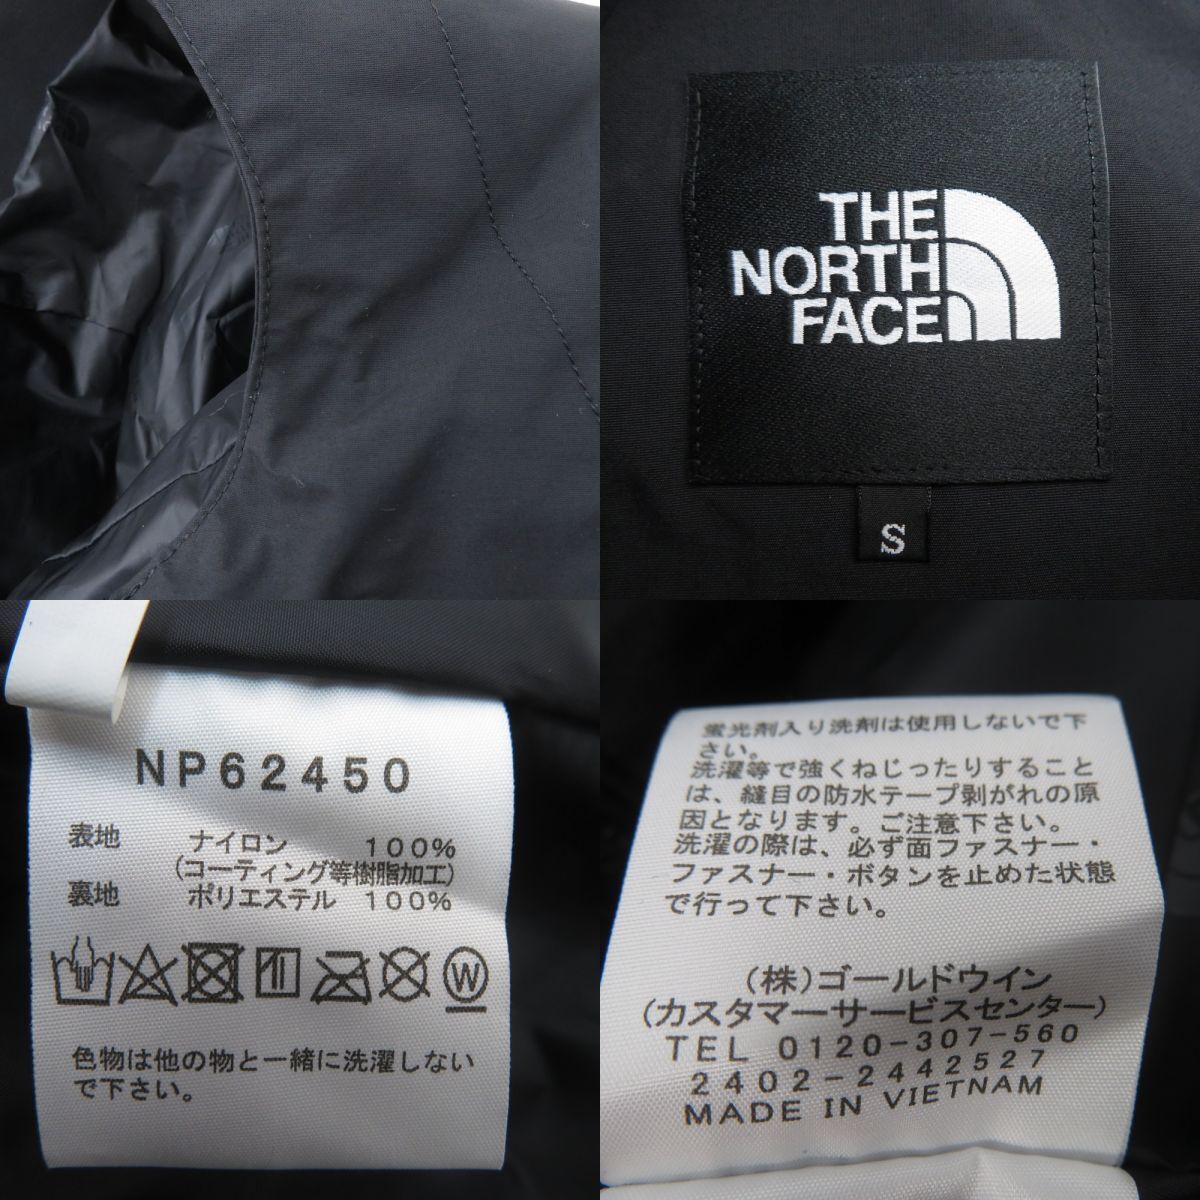 THE
NORTH
FACE
S
NP62450
表地 ナイロン 100%
(コーティング等樹脂加工)
裏地 ポリエステル 100%
W
色物は他の物と一緒に洗濯しない
で下さい。
蛍光剤入り洗剤は使用しないで下
さい。
洗濯等で強くねじったりすること
は、縫目の防水テープ剥がれの原
因となります。ご注意下さい。
洗濯の際は、必ず面ファスナー・
ファスナー・ボタンを止めた状態
で行って下さい。
(株)ゴールドウイン
(カスタマーサービスセンター)
TEL 0120-307-560
2402-2442527
MADE IN VIETNAM